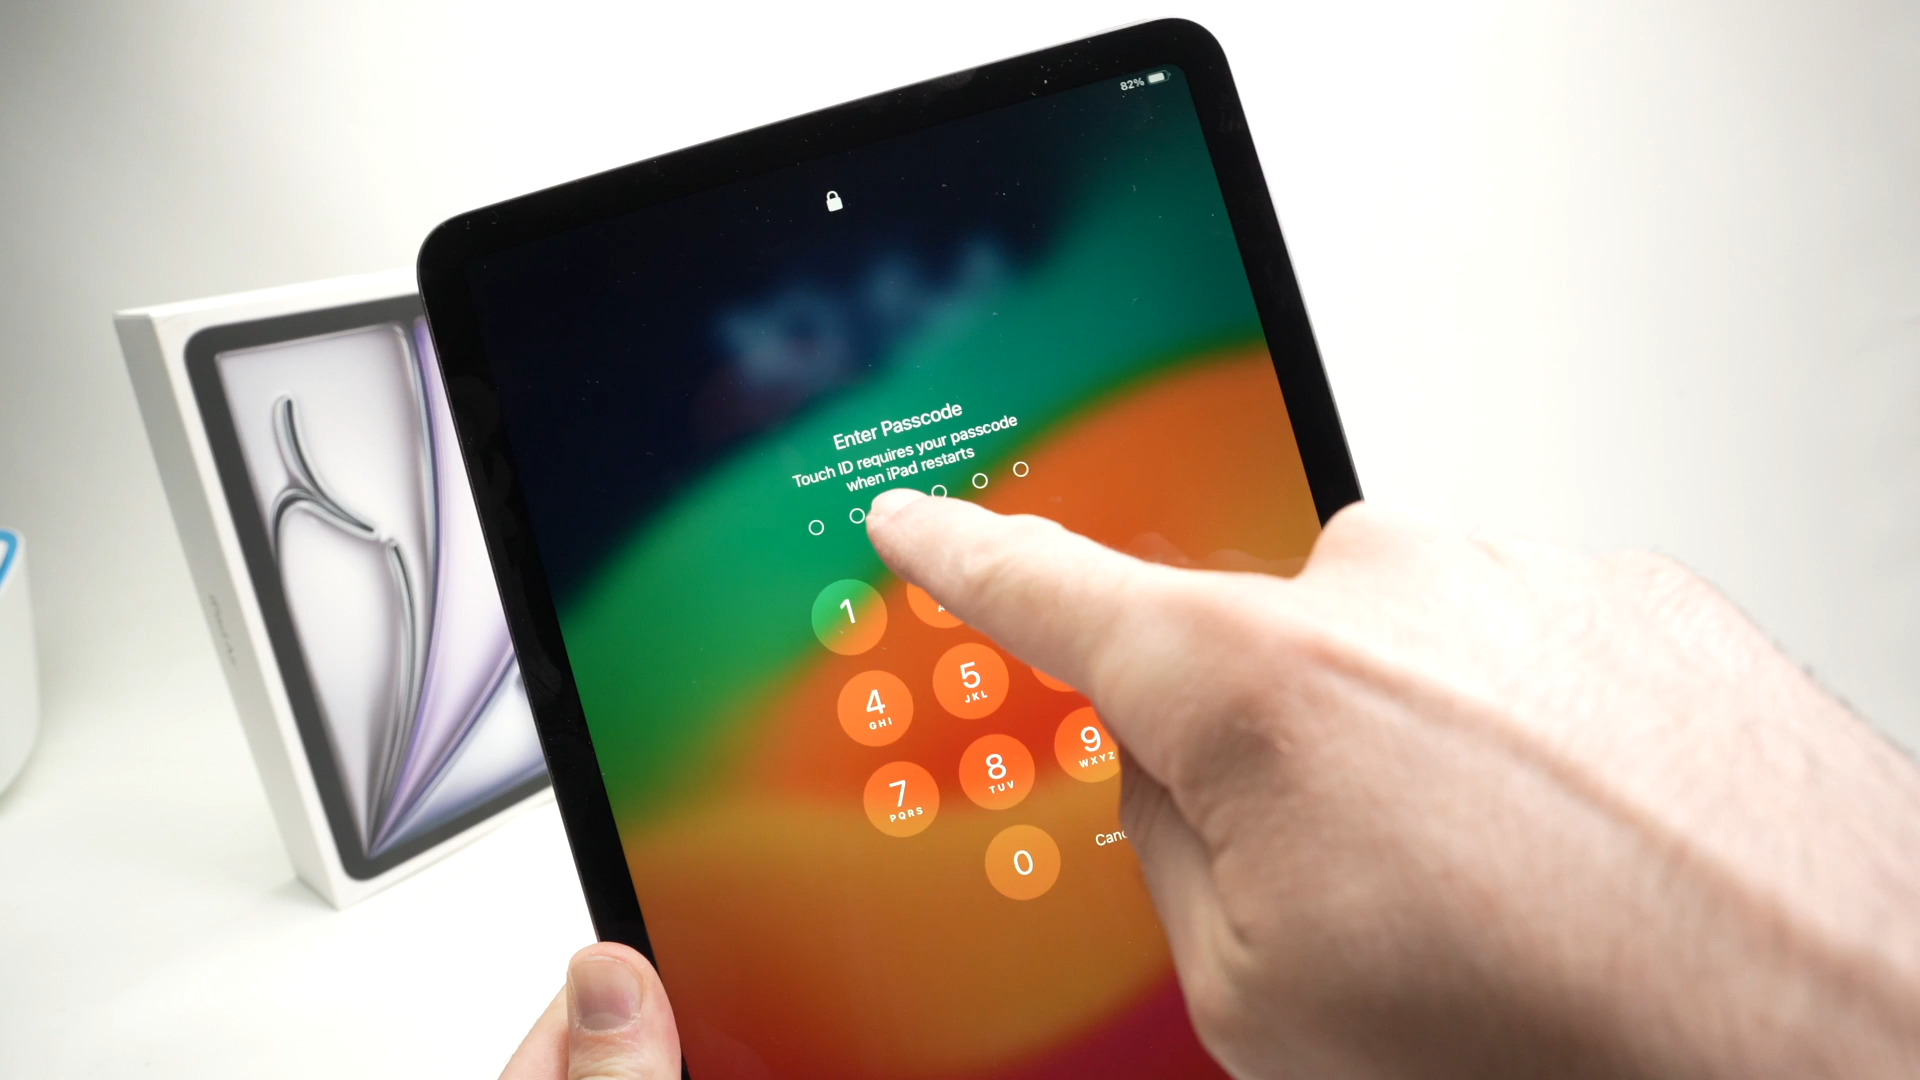 82%
Enter Passcode
Touch ID requires your passcode
when iPad restarts
1
4
GHI
5
JKL
7
PQRS
8
TUV
9
WXYZ
0